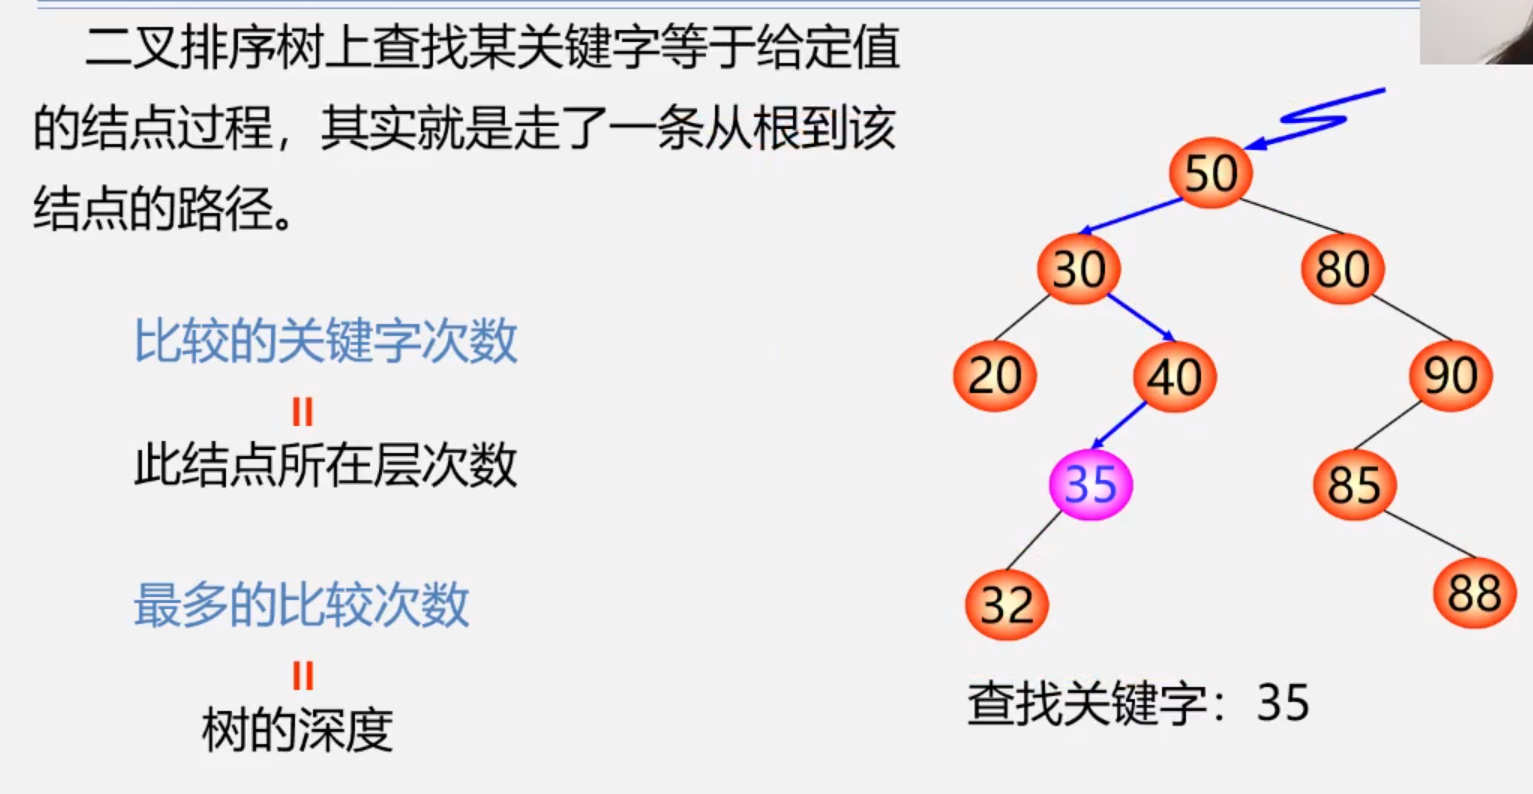 二叉排序树上查找某关键字等于给定值
的结点过程，其实就是走了一条从根到该
结点的路径。
比较的关键字次数
=
此结点所在层次数
最多的比较次数
=
树的深度
50
30
80
20
40
90
35
85
32
88
查找关键字：35